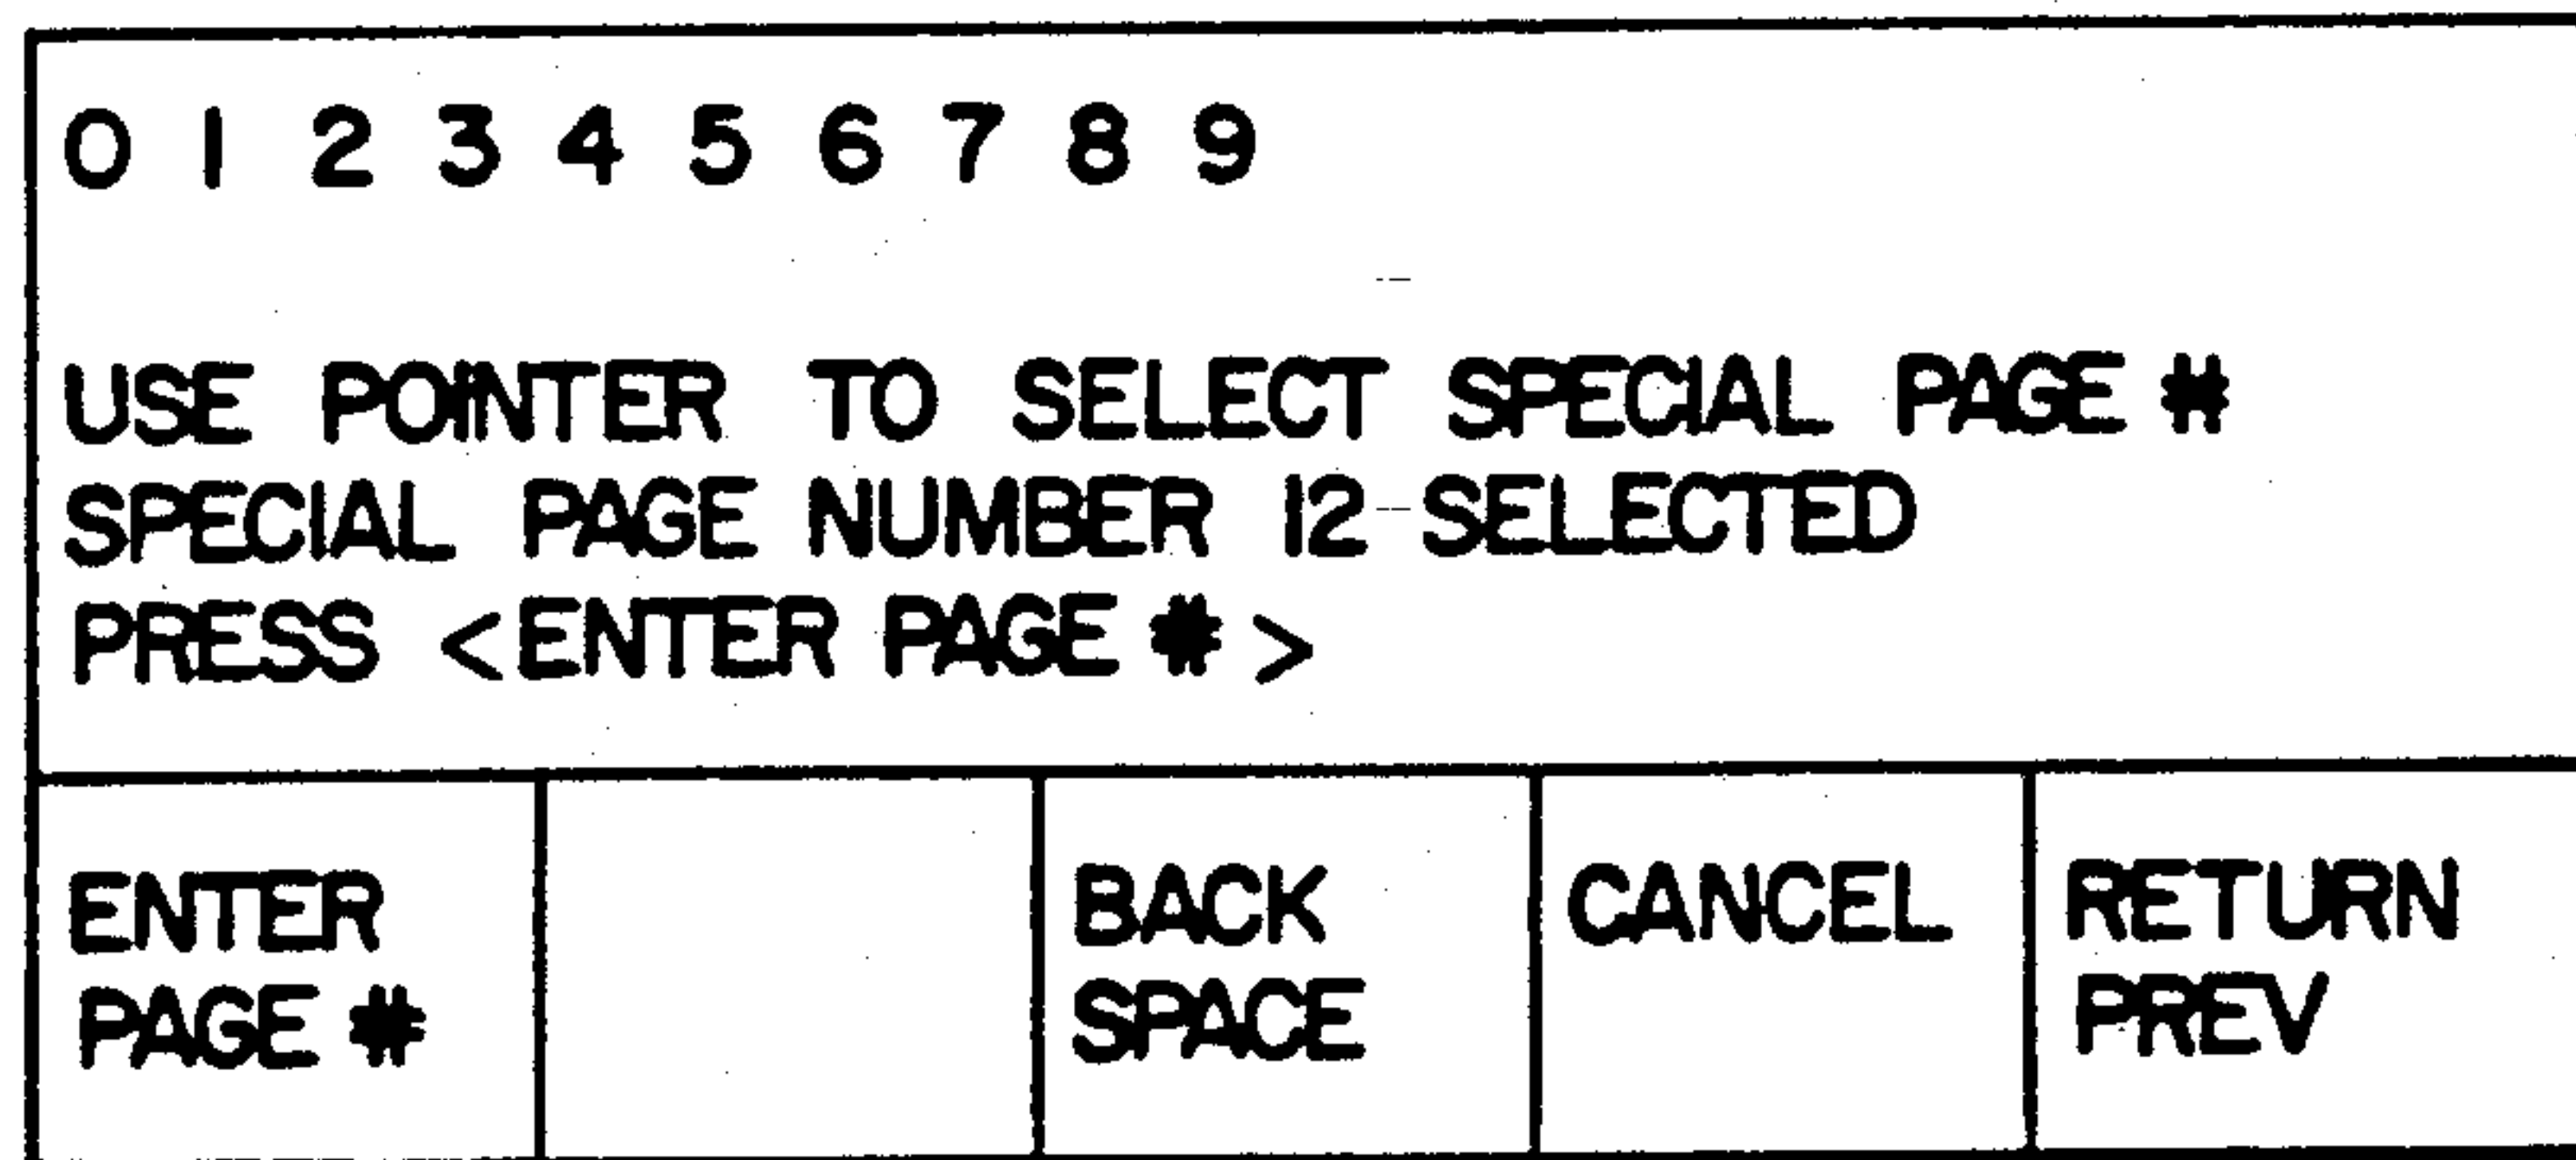 0 1 2 3 4 5 6 7 8 9
USE POINTER TO SELECT SPECIAL PAGE #
SPECIAL PAGE NUMBER 12 SELECTED
PRESS <ENTER PAGE #>
ENTER
PAGE #
BACK
SPACE
CANCEL
RETURN
PREV